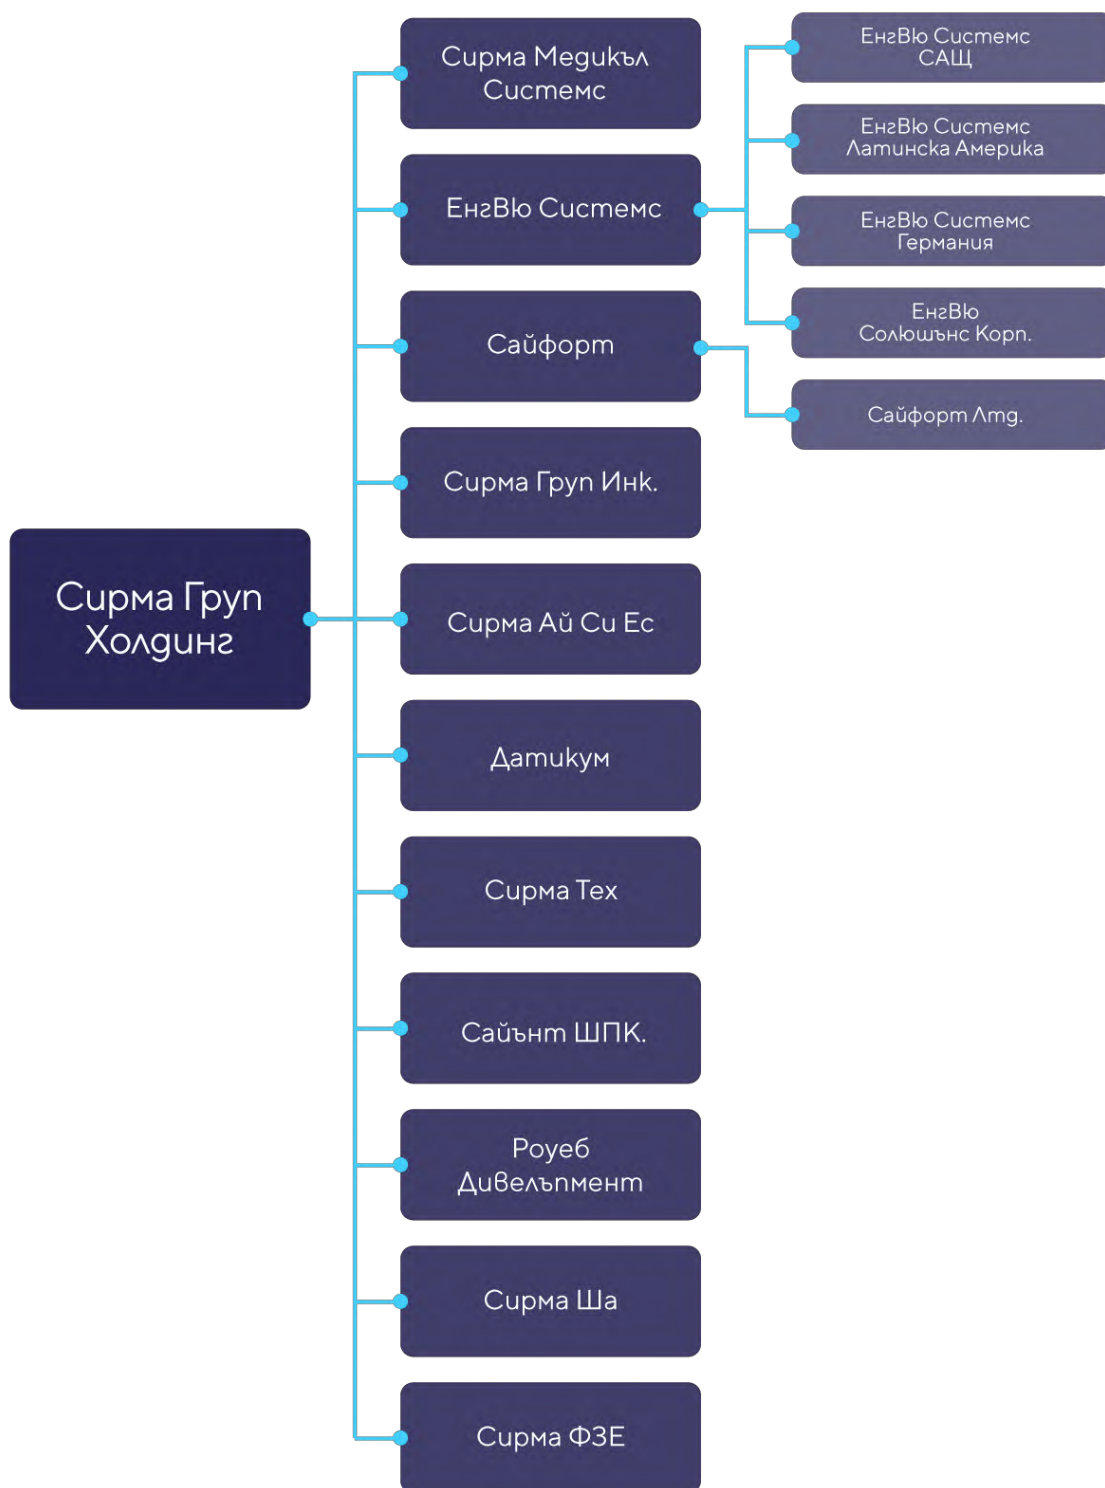 Сирма Груп
Холдинг
Сирма Медикъл
Системс
ЕнгВю Системс
Сайфорт
Сирма Груп Инк.
Сирма Ай Си Ес
Датикум
Сирма Тех
Сайънт ШПК.
Роуеб
Дивелъпмент
Сирма Ша
Сирма ФЗЕ
ЕнгВю Системс
САЩ
ЕнгВю Системс
Латинска Америка
ЕнгВю Системс
Германия
ЕнгВю
Солюшънс Корп.
Сайфорт Лтд.